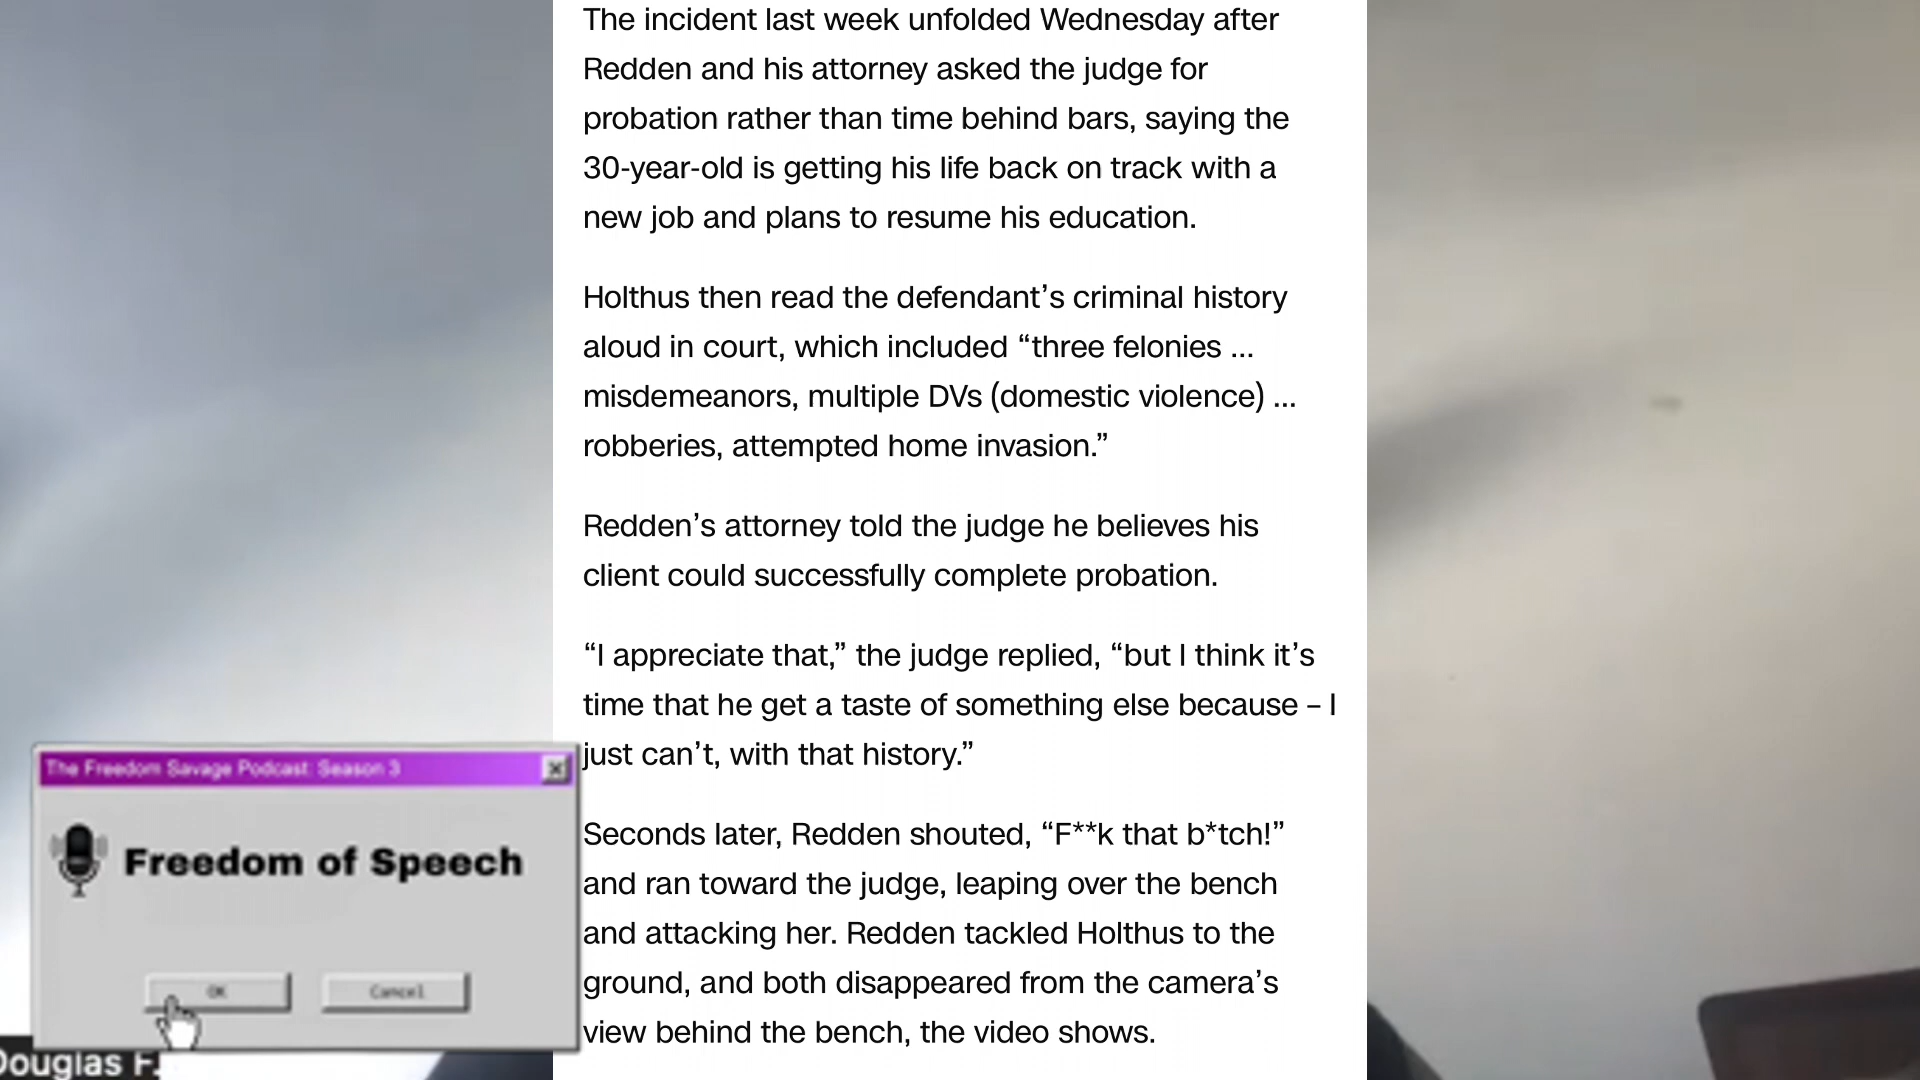 The incident last week unfolded Wednesday after
Redden and his attorney asked the judge for
probation rather than time behind bars, saying the
30-year-old is getting his life back on track with a
new job and plans to resume his education.
Holthus then read the defendant’s criminal history
aloud in court, which included “three felonies ...
misdemeanors, multiple DVs (domestic violence) ...
robberies, attempted home invasion.”
Redden’s attorney told the judge he believes his
client could successfully complete probation.
“I appreciate that,” the judge replied, “but I think it’s
time that he get a taste of something else because – I
just can’t, with that history.”
Seconds later, Redden shouted, “F**k that b*tch!”
and ran toward the judge, leaping over the bench
and attacking her. Redden tackled Holthus to the
ground, and both disappeared from the camera’s
view behind the bench, the video shows.
The Freedom Savage Podcast: Season 3
Freedom of Speech
OK
Cancel
Douglas F.